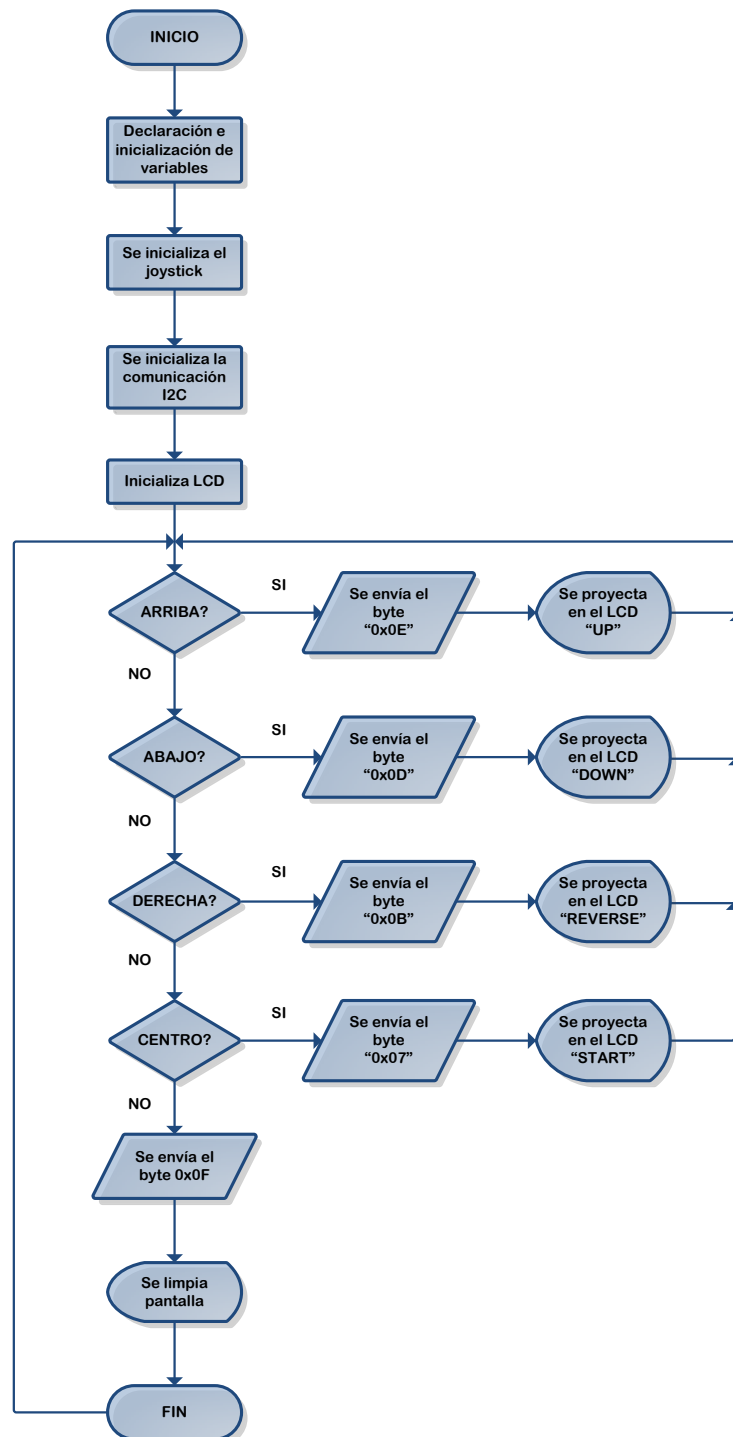 INICIO
Declaración e
inicialización de
variables
Se inicializa el
joystick
Se inicializa la
comunicación
I2C
Inicializa LCD
ARRIBA?
SI
Se envía el
byte
“0x0E”
Se proyecta
en el LCD
“UP”
NO
ABAJO?
SI
Se envía el
byte
“0x0D”
Se proyecta
en el LCD
“DOWN”
NO
DERECHA?
SI
Se envía el
byte
“0x0B”
Se proyecta
en el LCD
“REVERSE”
NO
CENTRO?
SI
Se envía el
byte
“0x07”
Se proyecta
en el LCD
“START”
NO
Se envía el
byte 0x0F
Se limpia
pantalla
FIN